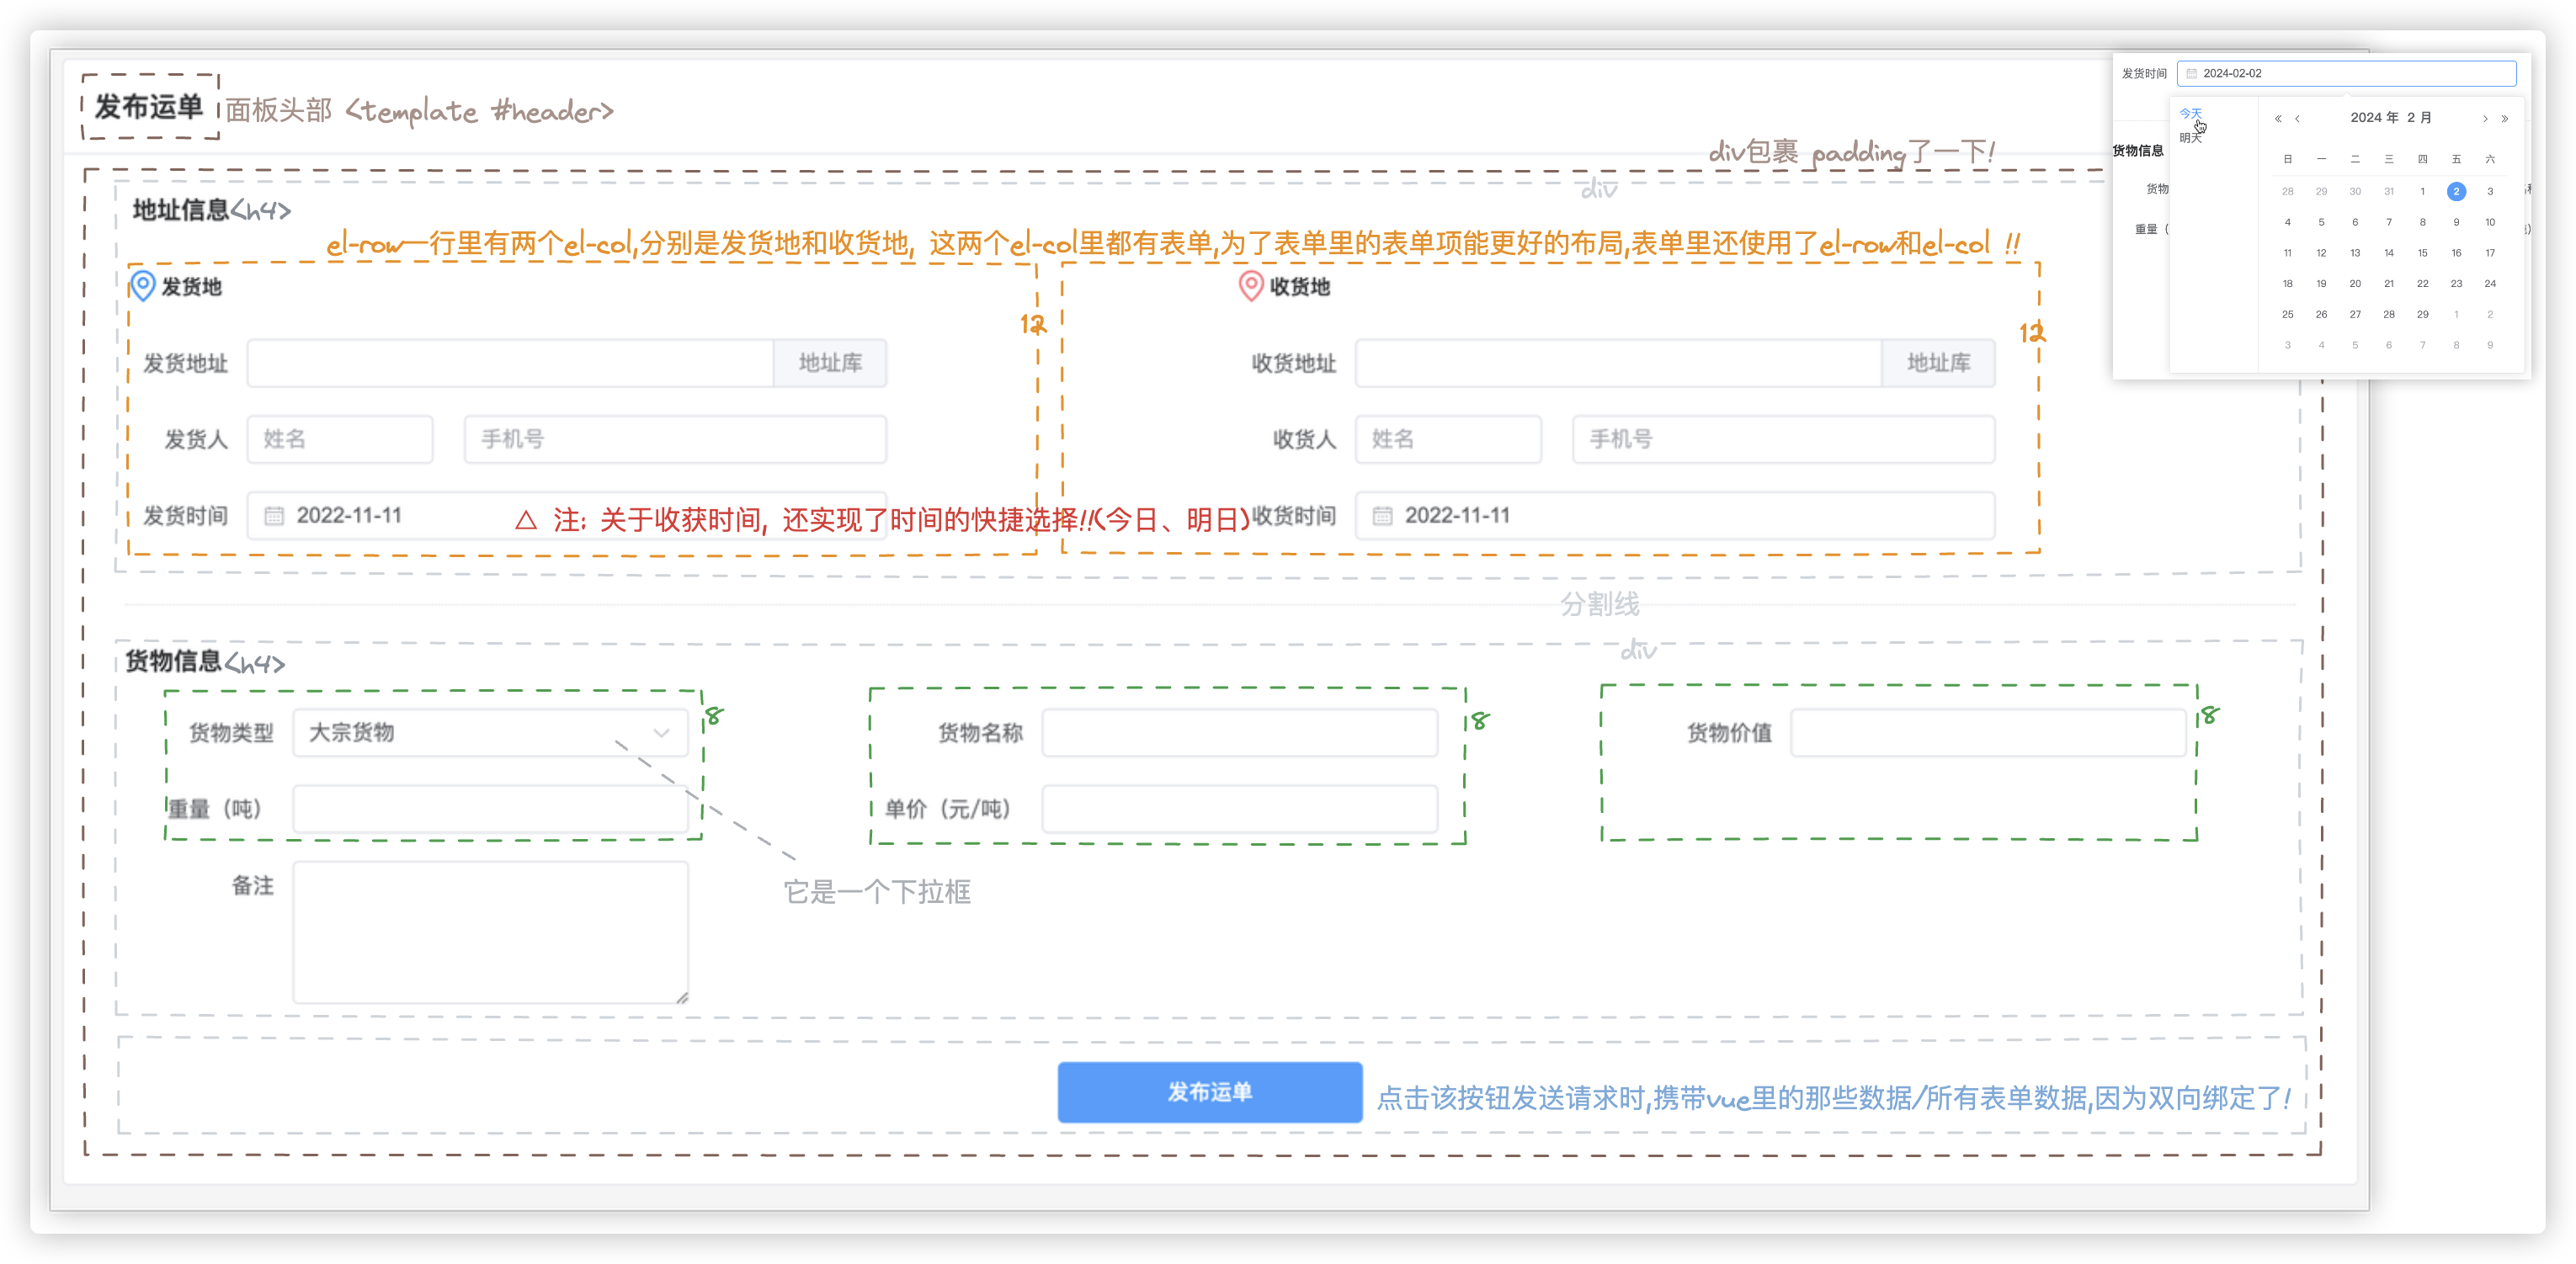 发布运单 面板头部 <template #header>
div包裹 padding了一下!
div
地址信息<h4>
el-row一行里有两个el-col,分别是发货地和收货地, 这两个el-col里都有表单,为了表单里的表单项能更好的布局,表单里还使用了el-row和el-col !!
发货地
12
发货地址 地址库
发货人 姓名 手机号
发货时间 2022-11-11
△ 注: 关于收获时间, 还实现了时间的快捷选择!!(今日、明日)
收货地
12
收货地址 地址库
收货人 姓名 手机号
收货时间 2022-11-11
分割线
div
货物信息<h4>
货物类型 大宗货物 8
货物名称 8
货物价值 8
重量（吨）
单价（元/吨）
它是一个下拉框
备注
发布运单 点击该按钮发送请求时,携带vue里的那些数据/所有表单数据,因为双向绑定了!
发货时间 2024-02-02
今天
明天
« ‹ 2024 年 2 月 › »
日 一 二 三 四 五 六
28 29 30 31 1 2 3
4 5 6 7 8 9 10
11 12 13 14 15 16 17
18 19 20 21 22 23 24
25 26 27 28 29 1 2
3 4 5 6 7 8 9
货物信息
货物
重量（